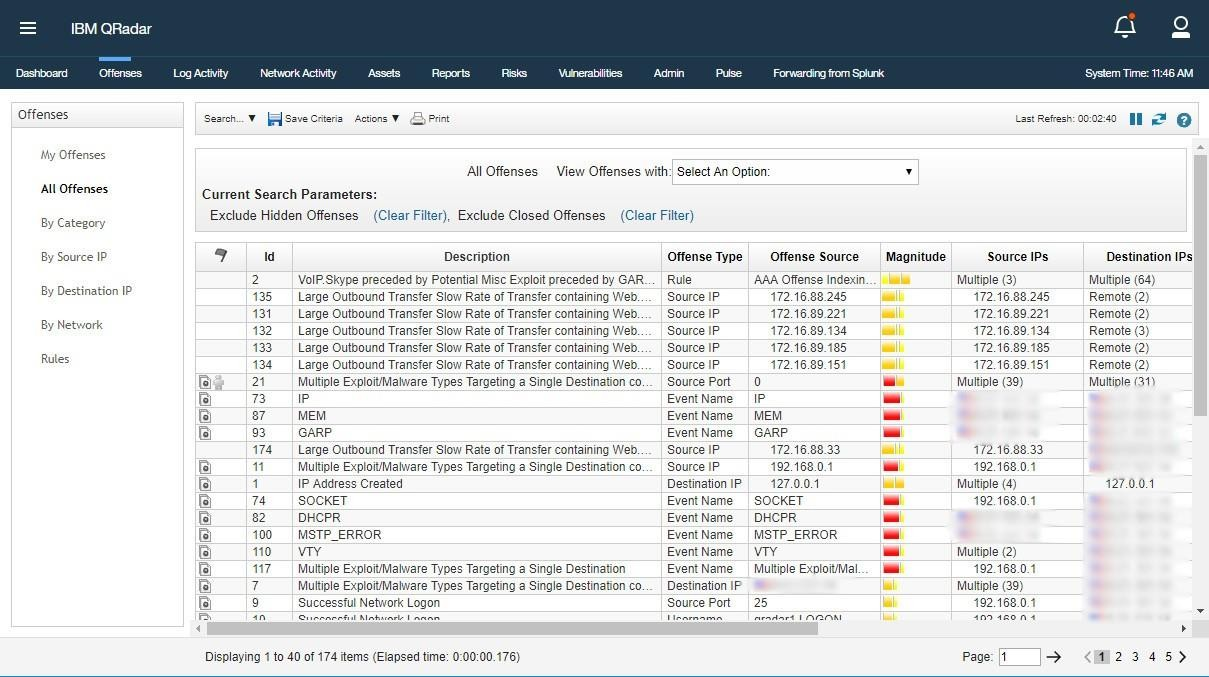 IBM QRadar
Dashboard Offenses Log Activity Network Activity Assets Reports Risks Vulnerabilities Admin Pulse Forwarding from Splunk System Time: 11:46 AM
Offenses
My Offenses
All Offenses
By Category
By Source IP
By Destination IP
By Network
Rules
Search... ▼ Save Criteria Actions ▼ Print Last Refresh: 00:02:40
All Offenses View Offenses with: Select An Option:
Current Search Parameters:
Exclude Hidden Offenses (Clear Filter), Exclude Closed Offenses (Clear Filter)
Id Description Offense Type Offense Source Magnitude Source IPs Destination IPs
2 VoIP.Skype preceded by Potential Misc Exploit preceded by GAR... Rule AAA Offense Indexin... Multiple (3) Multiple (64)
135 Large Outbound Transfer Slow Rate of Transfer containing Web.... Source IP 172.16.88.245 172.16.88.245 Remote (2)
131 Large Outbound Transfer Slow Rate of Transfer containing Web.... Source IP 172.16.89.221 172.16.89.221 Remote (2)
132 Large Outbound Transfer Slow Rate of Transfer containing Web.... Source IP 172.16.89.134 172.16.89.134 Remote (3)
133 Large Outbound Transfer Slow Rate of Transfer containing Web.... Source IP 172.16.89.185 172.16.89.185 Remote (2)
134 Large Outbound Transfer Slow Rate of Transfer containing Web.... Source IP 172.16.89.151 172.16.89.151 Remote (2)
21 Multiple Exploit/Malware Types Targeting a Single Destination co... Source Port 0 Multiple (39) Multiple (31)
73 IP Event Name IP
87 MEM Event Name MEM
93 GARP Event Name GARP
174 Large Outbound Transfer Slow Rate of Transfer containing Web.... Source IP 172.16.88.33 172.16.88.33
11 Multiple Exploit/Malware Types Targeting a Single Destination co... Source IP 192.168.0.1 192.168.0.1
1 IP Address Created Destination IP 127.0.0.1 Multiple (4) 127.0.0.1
74 SOCKET Event Name SOCKET 192.168.0.1
82 DHCPR Event Name DHCPR
100 MSTP_ERROR Event Name MSTP_ERROR
110 VTY Event Name VTY Multiple (2)
117 Multiple Exploit/Malware Types Targeting a Single Destination Event Name Multiple Exploit/Mal... 192.168.0.1
7 Multiple Exploit/Malware Types Targeting a Single Destination co... Destination IP Multiple (39)
9 Successful Network Logon Source Port 25 192.168.0.1
10 Successful Network Logon Username qradar1 LOGON 192.168.0.1
Displaying 1 to 40 of 174 items (Elapsed time: 0:00:00.176) Page: 1 1 2 3 4 5